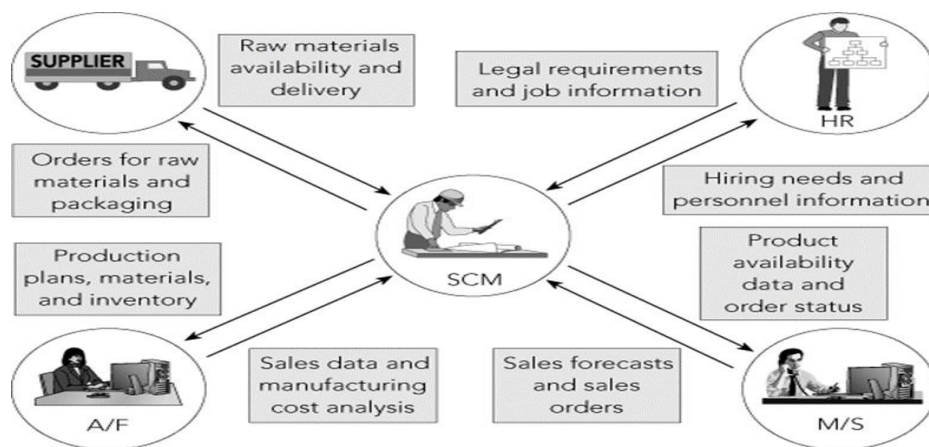 SUPPLIER
Raw materials
availability and
delivery
Legal requirements
and job information
HR
Orders for raw
materials and
packaging
Hiring needs and
personnel information
Production
plans, materials,
and inventory
SCM
Product
availability
data and
order status
A/F
Sales data and
manufacturing
cost analysis
Sales forecasts
and sales
orders
M/S